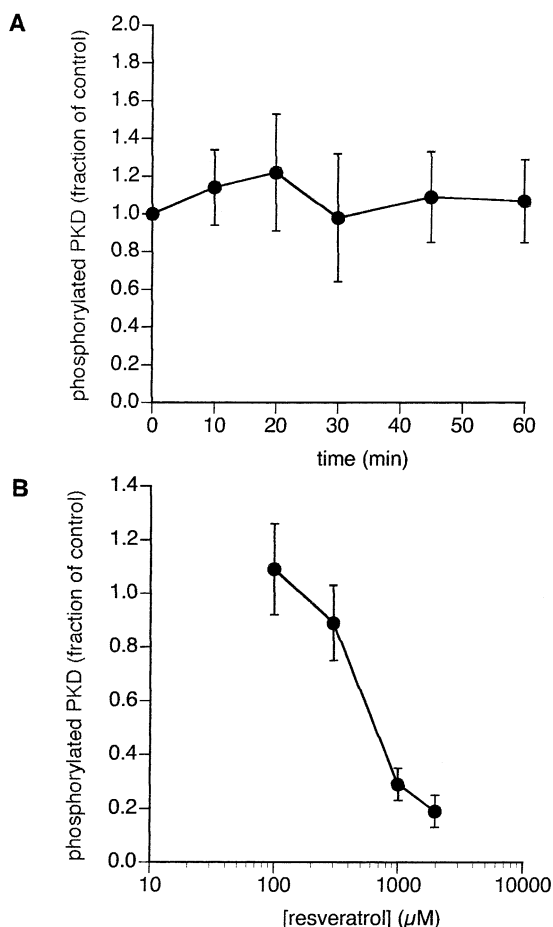 A
phosphorylated PKD (fraction of control)
2.0
1.8
1.6
1.4
1.2
1.0
0.8
0.6
0.4
0.2
0.0
0 10 20 30 40 50 60
time (min)
B
phosphorylated PKD (fraction of control)
1.4
1.2
1.0
0.8
0.6
0.4
0.2
0.0
10 100 1000 10000
[resveratrol] (µM)